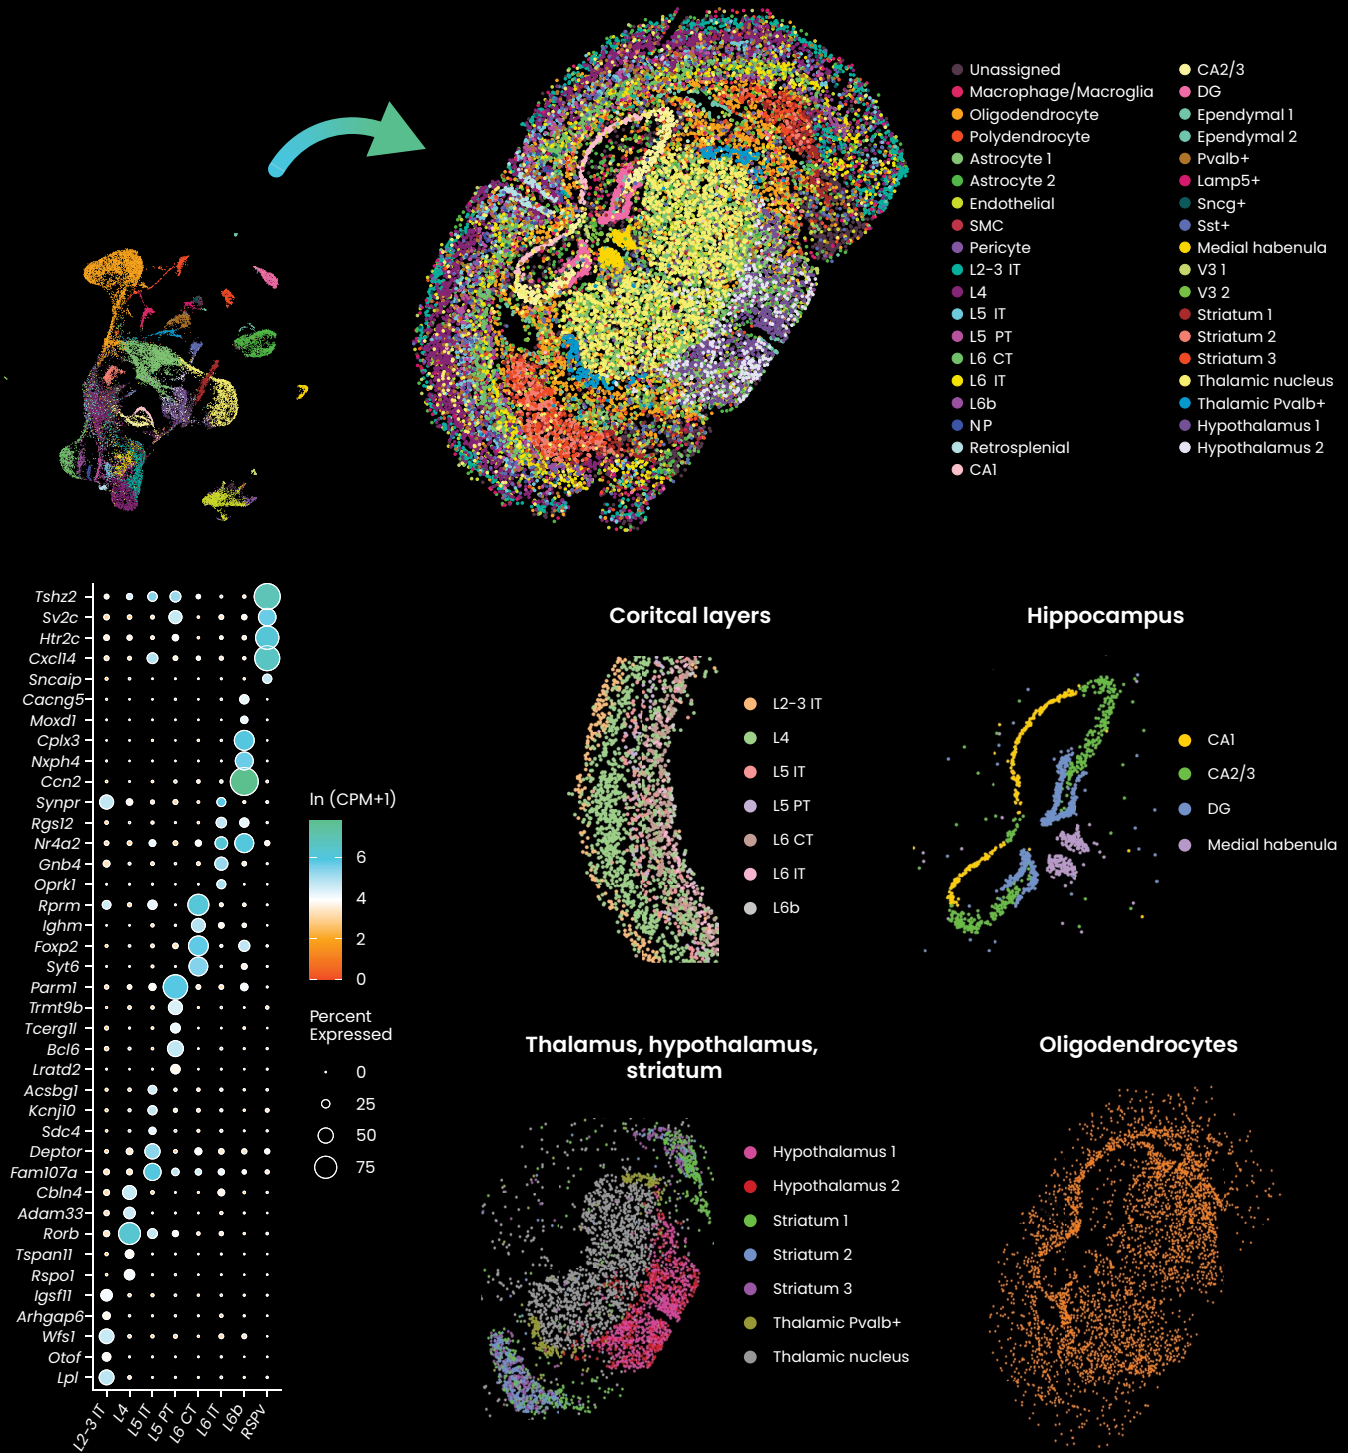 Unassigned
Macrophage/Macroglia
Oligodendrocyte
Polydendrocyte
Astrocyte 1
Astrocyte 2
Endothelial
SMC
Pericyte
L2-3 IT
L4
L5 IT
L5 PT
L6 CT
L6 IT
L6b
NP
Retrosplenial
CA1
CA2/3
DG
Ependymal 1
Ependymal 2
Pvalb+
Lamp5+
Sncg+
Sst+
Medial habenula
V3 1
V3 2
Striatum 1
Striatum 2
Striatum 3
Thalamic nucleus
Thalamic Pvalb+
Hypothalamus 1
Hypothalamus 2
Tshz2
Sv2c
Htr2c
Cxcl14
Sncaip
Cacng5
Moxd1
Cplx3
Nxph4
Ccn2
Synpr
Rgs12
Nr4a2
Gnb4
Oprk1
Rprm
Ighm
Foxp2
Syt6
Parm1
Trmt9b
Tcerg1l
Bcl6
Lratd2
Acsbg1
Kcnj10
Sdc4
Deptor
Fam107a
Cbln4
Adam33
Rorb
Tspan11
Rspo1
Igsf11
Arhgap6
Wfs1
Otof
Lpl
L2-3 IT
L4
L5 IT
L5 PT
L6 CT
L6 IT
L6b
RSPv
ln (CPM+1)
6
4
2
0
Percent
Expressed
0
25
50
75
Coritcal layers
L2-3 IT
L4
L5 IT
L5 PT
L6 CT
L6 IT
L6b
Hippocampus
CA1
CA2/3
DG
Medial habenula
Thalamus, hypothalamus,
striatum
Hypothalamus 1
Hypothalamus 2
Striatum 1
Striatum 2
Striatum 3
Thalamic Pvalb+
Thalamic nucleus
Oligodendrocytes